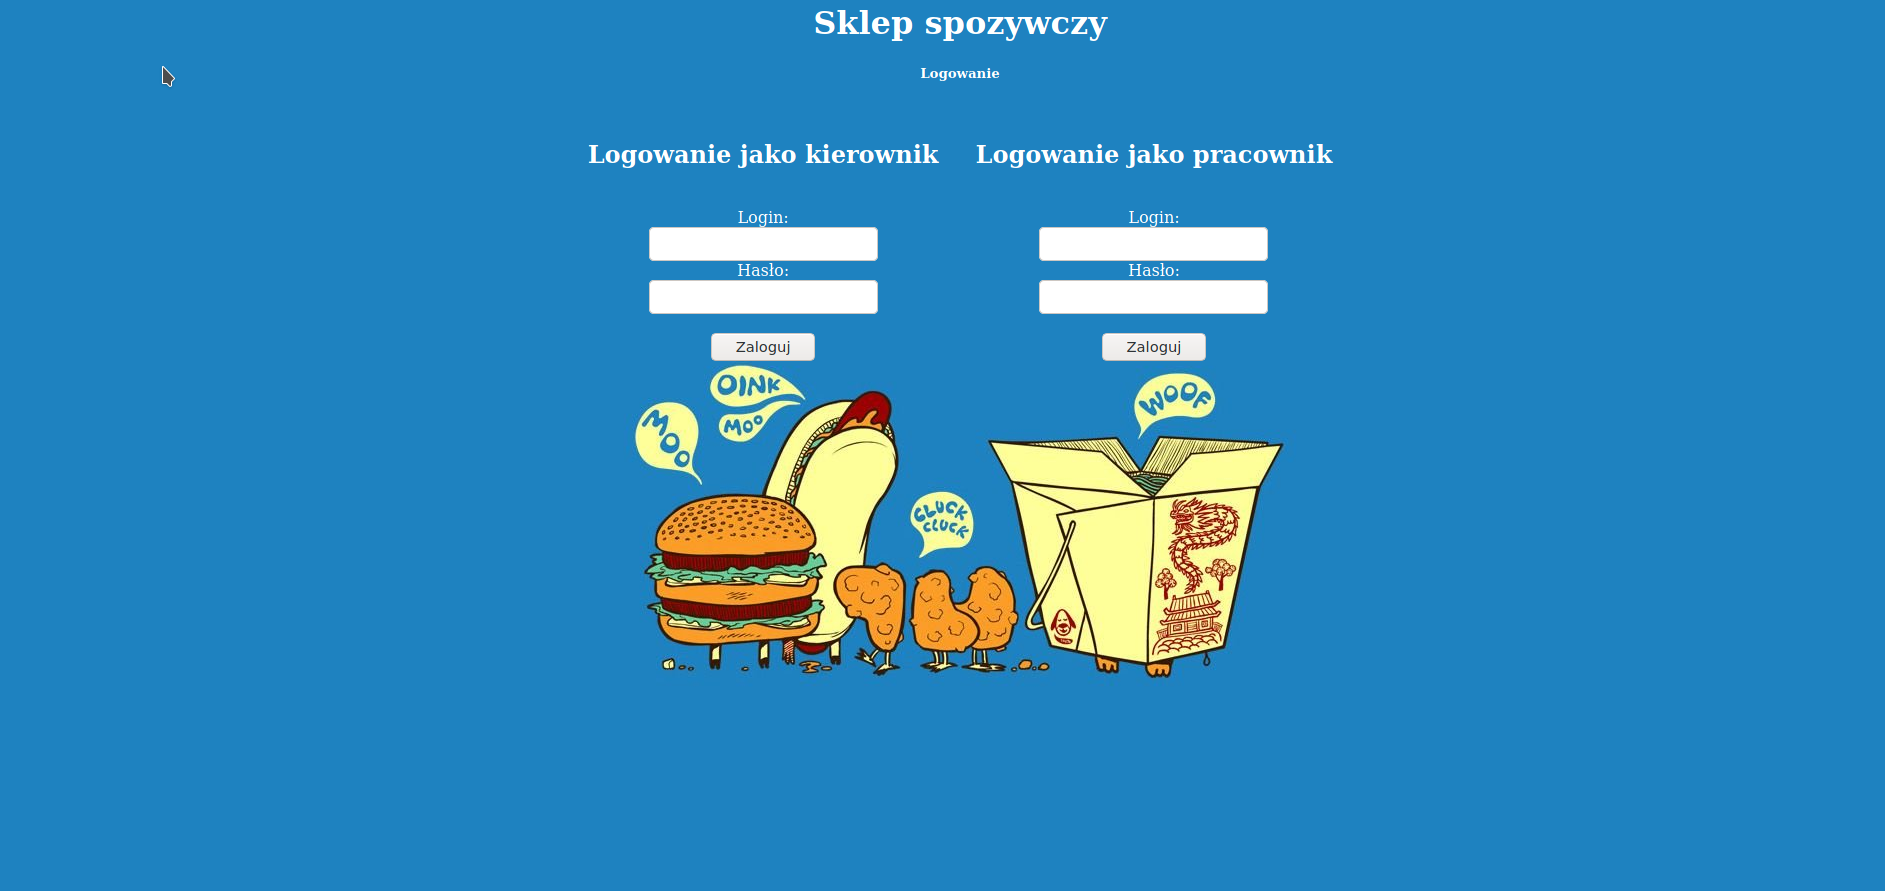 Sklep spozywczy
Logowanie
Logowanie jako kierownik
Login:
Hasło:
Zaloguj
Logowanie jako pracownik
Login:
Hasło:
Zaloguj
OINK
MOO
MOO
WOOF
CLUCK
CLUCK